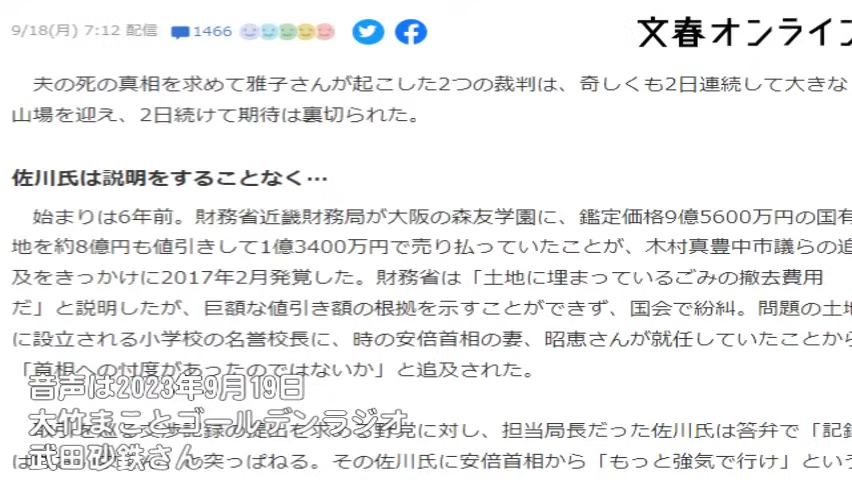 9/18(月) 7:12 配信 1466
文春オンライン
夫の死の真相を求めて雅子さんが起こした2つの裁判は、奇しくも2日連続して大きな
山場を迎え、2日続けて期待は裏切られた。
佐川氏は説明をすることなく…
始まりは6年前。財務省近畿財務局が大阪の森友学園に、鑑定価格9億5600万円の国有
地を約8億円も値引きして1億3400万円で売り払っていたことが、木村真豊中市議らの追
及をきっかけに2017年2月発覚した。財務省は「土地に埋まっているごみの撤去費用
だ」と説明したが、巨額な値引き額の根拠を示すことができず、国会で紛糾。問題の土地
に設立される小学校の名誉校長に、時の安倍首相の妻、昭恵さんが就任していたことから
「首相への忖度があったのではないか」と追及された。
音声は2023年9月19日
大竹まことゴールデンラジオ
の提出を求める野党に対し、担当局長だった佐川氏は答弁で「記録
武田砂鉄さん
突っぱねる。その佐川氏に安倍首相から「もっと強気で行け」という